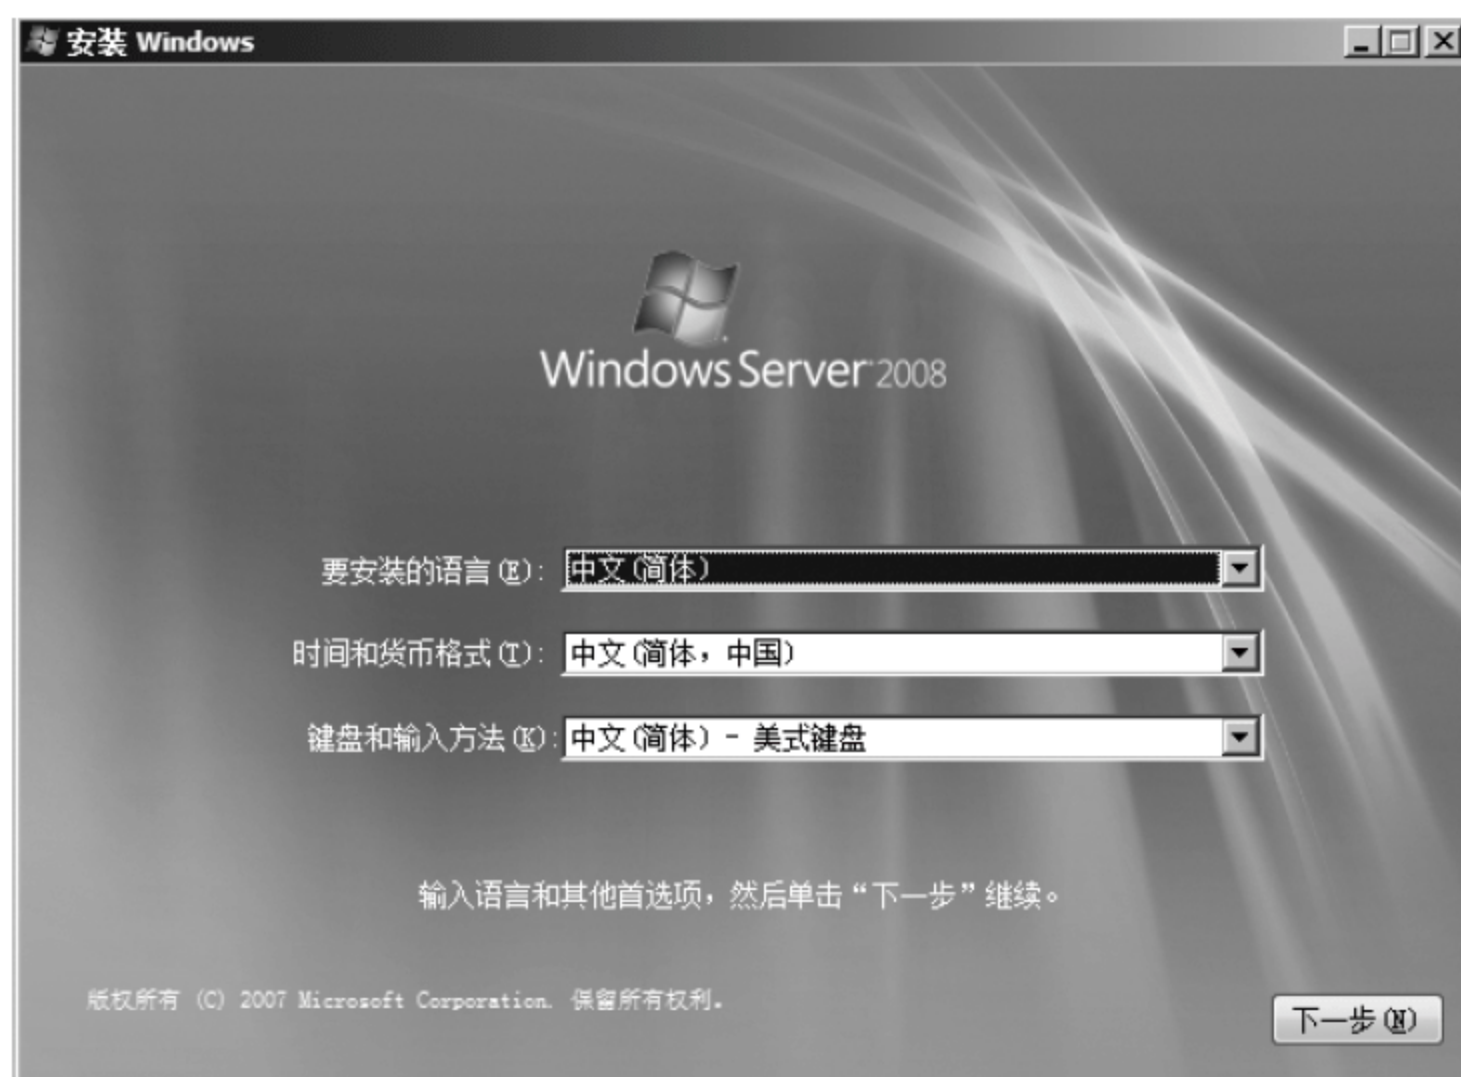 安装 Windows
Windows Server 2008
要安装的语言(E): 中文(简体)
时间和货币格式(T): 中文(简体，中国)
键盘和输入方法(K): 中文(简体) - 美式键盘
输入语言和其他首选项，然后单击“下一步”继续。
版权所有 (C) 2007 Microsoft Corporation. 保留所有权利。
下一步(N)